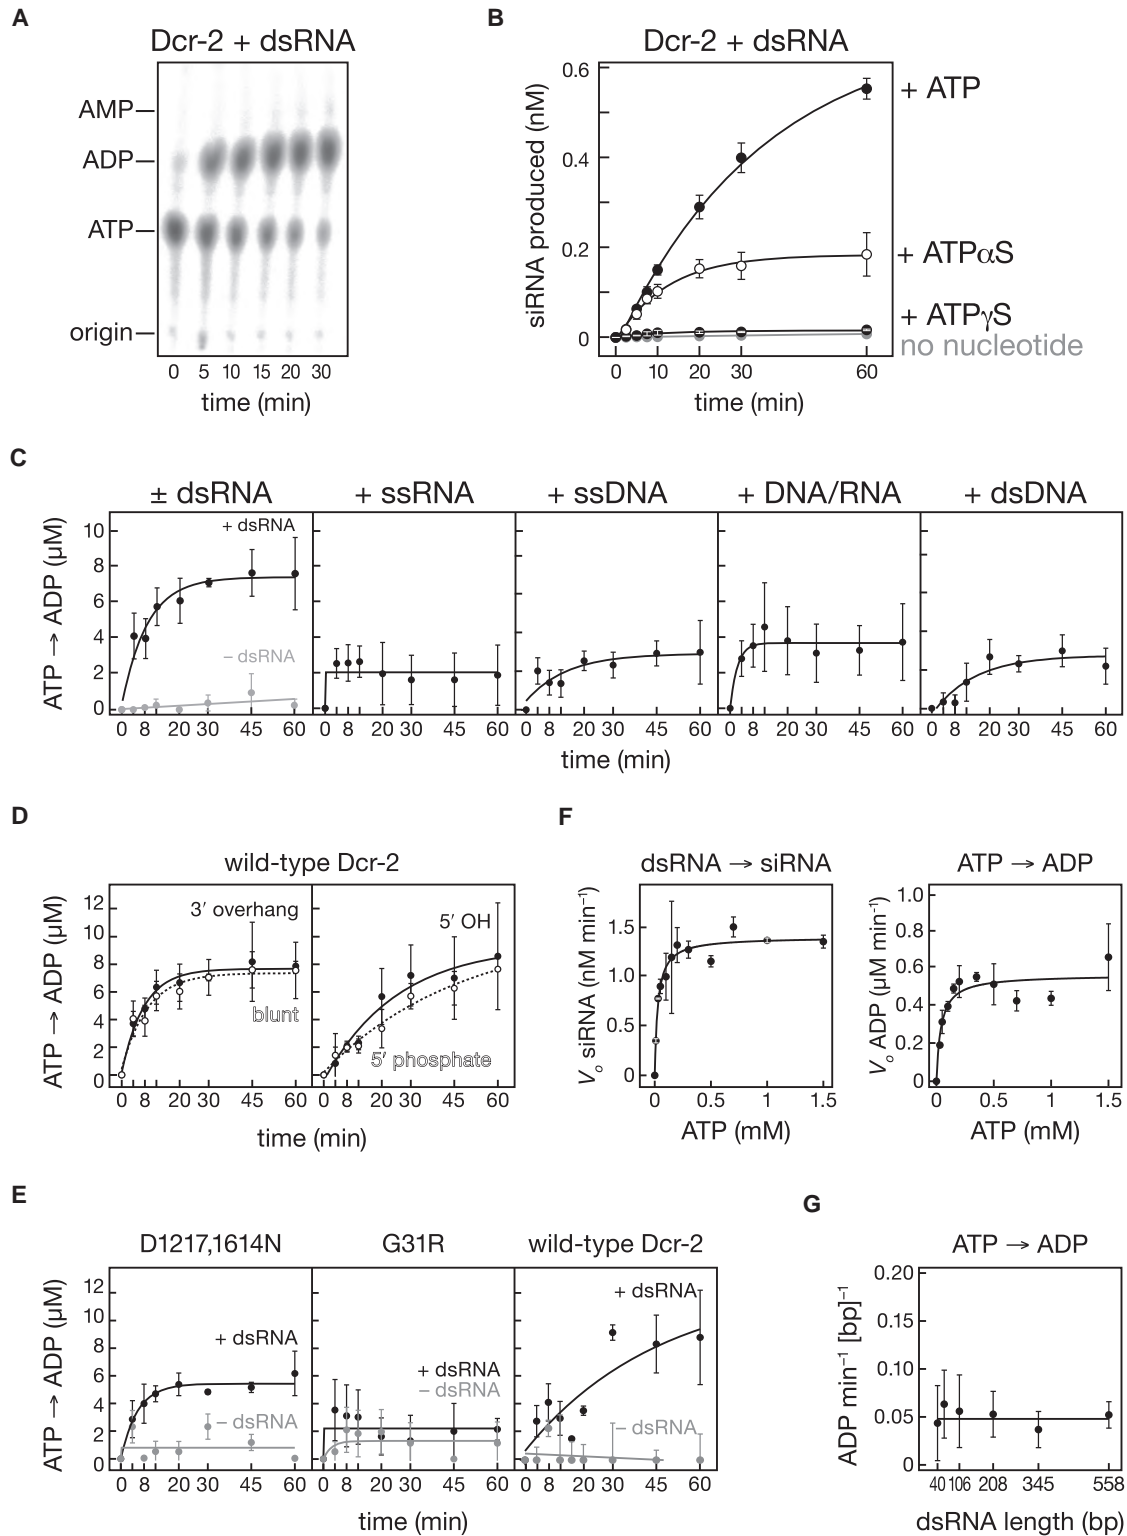 A
Dcr-2 + dsRNA
AMP
ADP
ATP
origin
0 5 10 15 20 30
time (min)
B
Dcr-2 + dsRNA
siRNA produced (nM)
0.6
0.4
0.2
0
+ ATP
+ ATPαS
+ ATPγS
no nucleotide
0 10 20 30 60
time (min)
C
± dsRNA + ssRNA + ssDNA + DNA/RNA + dsDNA
ATP → ADP (µM)
10
8
6
4
2
0
+ dsRNA
– dsRNA
0 8 20 30 45 60 0 8 20 30 45 60 0 8 20 30 45 60 0 8 20 30 45 60 0 8 20 30 45 60
time (min)
D
wild-type Dcr-2
ATP → ADP (µM)
12
10
8
6
4
2
0
3′ overhang
blunt
5′ OH
5′ phosphate
0 8 20 30 45 60 0 8 20 30 45 60
time (min)
F
dsRNA → siRNA
Vo siRNA (nM min−1)
1.5
1.0
0.5
0
0 0.5 1 1.5
ATP (mM)
ATP → ADP
Vo ADP (µM min−1)
1.0
0.8
0.6
0.4
0.2
0
0 0.5 1 1.5
ATP (mM)
E
D1217,1614N G31R wild-type Dcr-2
ATP → ADP (µM)
12
10
8
6
4
2
0
+ dsRNA
– dsRNA
+ dsRNA
– dsRNA
+ dsRNA
– dsRNA
0 8 20 30 45 60 0 8 20 30 45 60 0 8 20 30 45 60
time (min)
G
ATP → ADP
ADP min−1 [bp]−1
0.20
0.15
0.10
0.05
0
40 106 208 345 558
dsRNA length (bp)